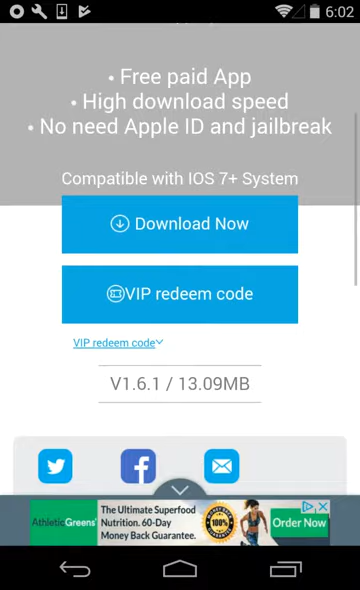 6:02
• Free paid App
• High download speed
• No need Apple ID and jailbreak
Compatible with IOS 7+ System
Download Now
VIP redeem code
VIP redeem code
V1.6.1 / 13.09MB
AthleticGreens
The Ultimate Superfood
Nutrition. 60-Day
Money Back Guarantee.
100%
Order Now